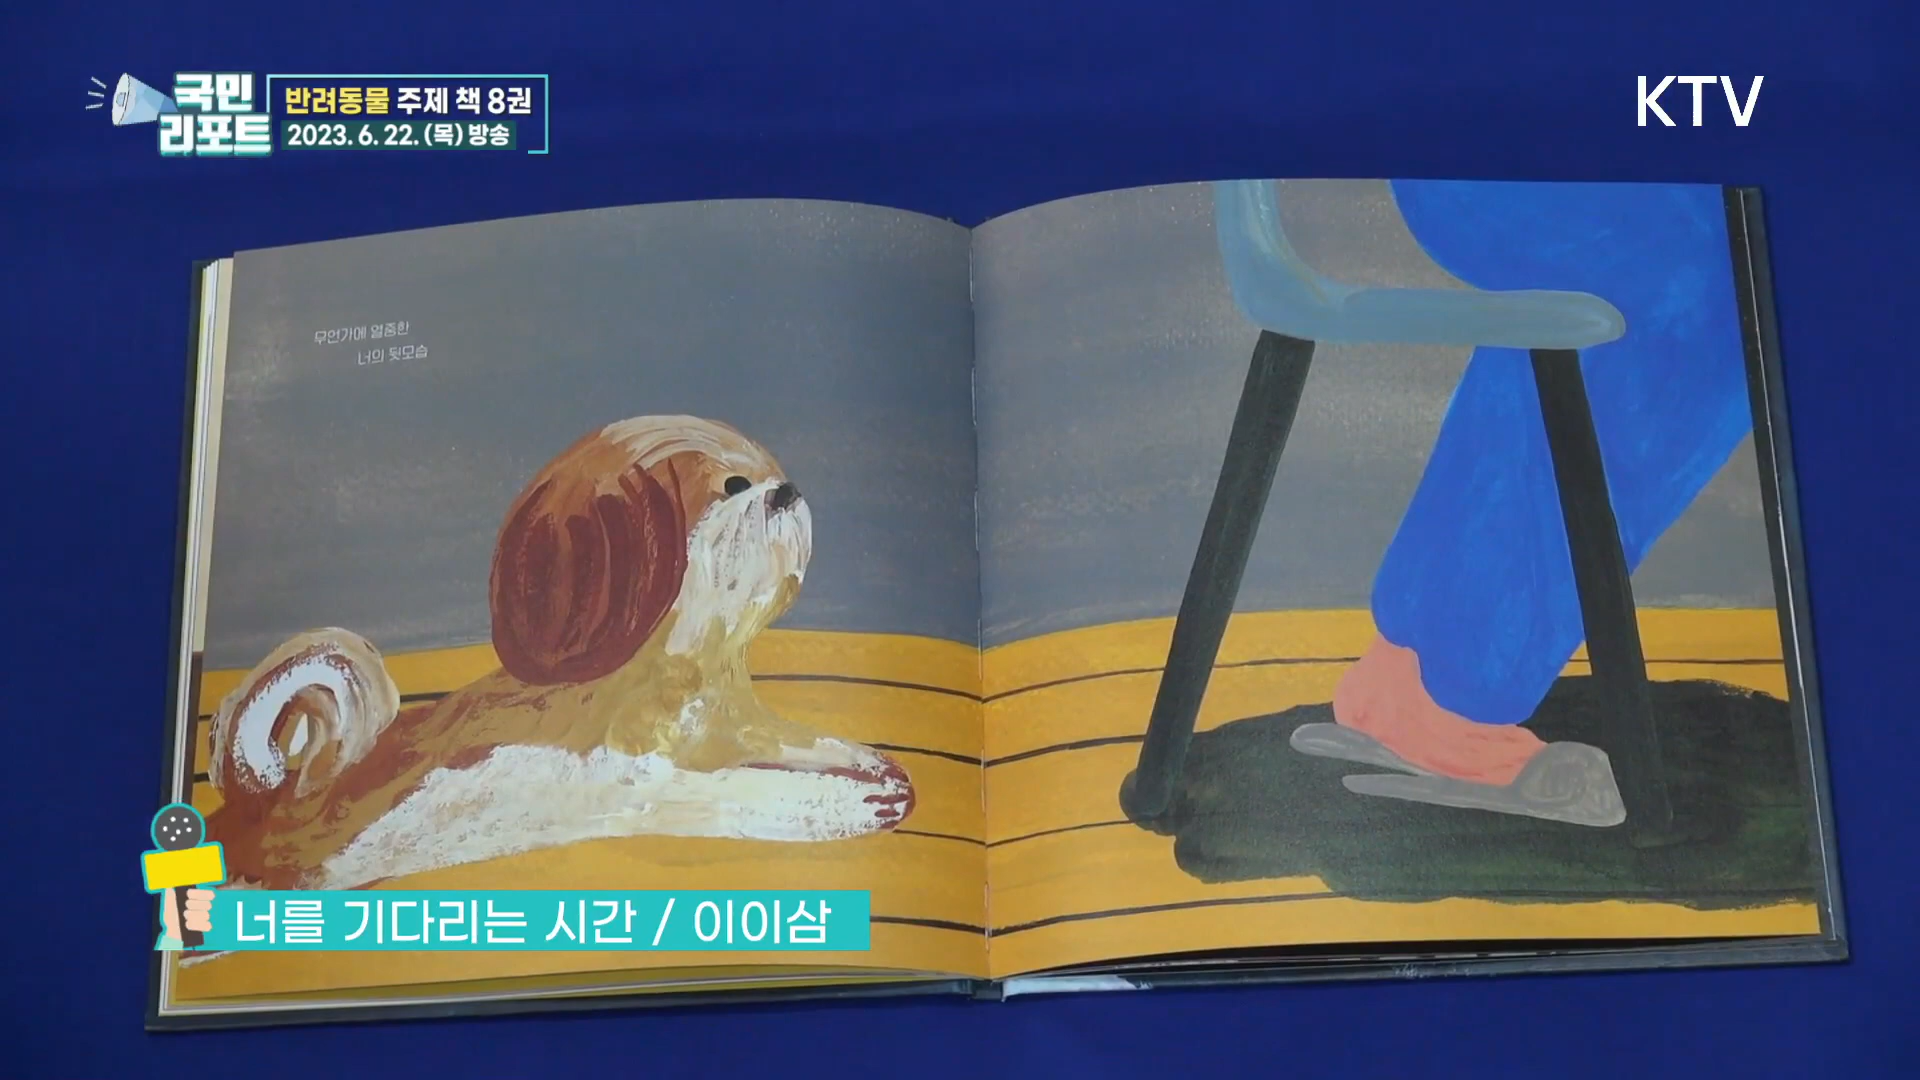 국민
리포트
반려동물 주제 책 8권
2023. 6. 22. (목) 방송
KTV
무언가에 열중한
너의 뒷모습
너를 기다리는 시간 / 이이삼